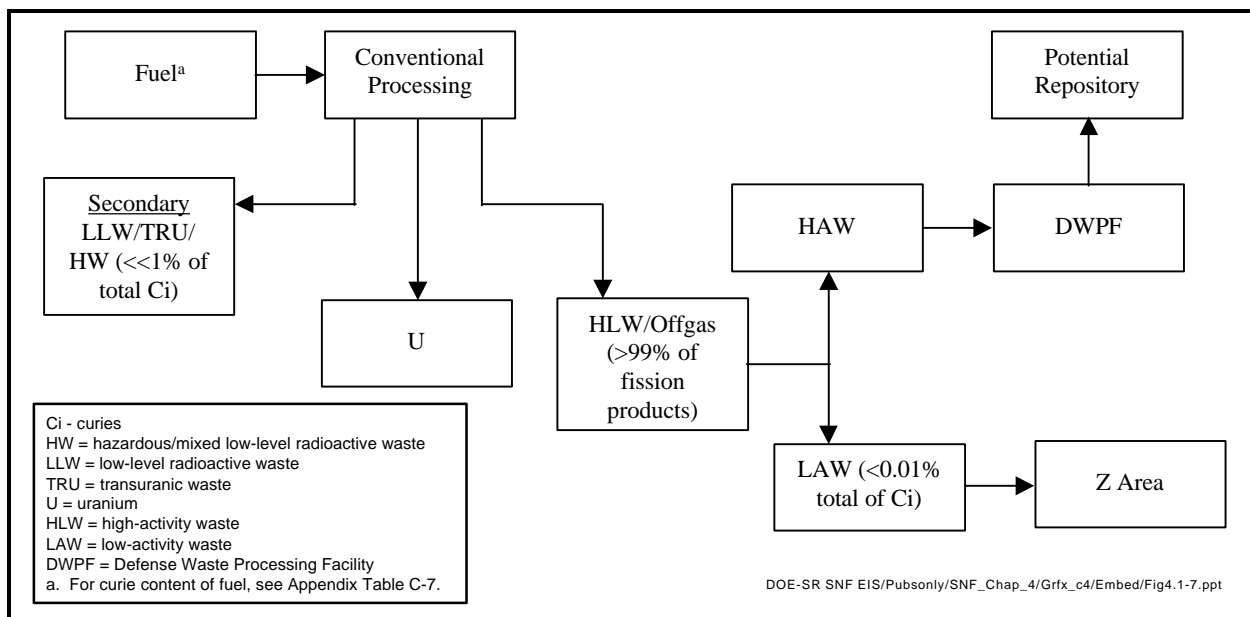 Fuelᵃ
Conventional
Processing
Potential
Repository
Secondary
LLW/TRU/
HW (<<1% of
total Ci)
U
HLW/Offgas
(>99% of
fission
products)
HAW
DWPF
LAW (<0.01%
total of Ci)
Z Area
Ci - curies
HW = hazardous/mixed low-level radioactive waste
LLW = low-level radioactive waste
TRU = transuranic waste
U = uranium
HLW = high-activity waste
LAW = low-activity waste
DWPF = Defense Waste Processing Facility
a. For curie content of fuel, see Appendix Table C-7.
DOE-SR SNF EIS/Pubsonly/SNF_Chap_4/Grfx_c4/Embed/Fig4.1-7.ppt